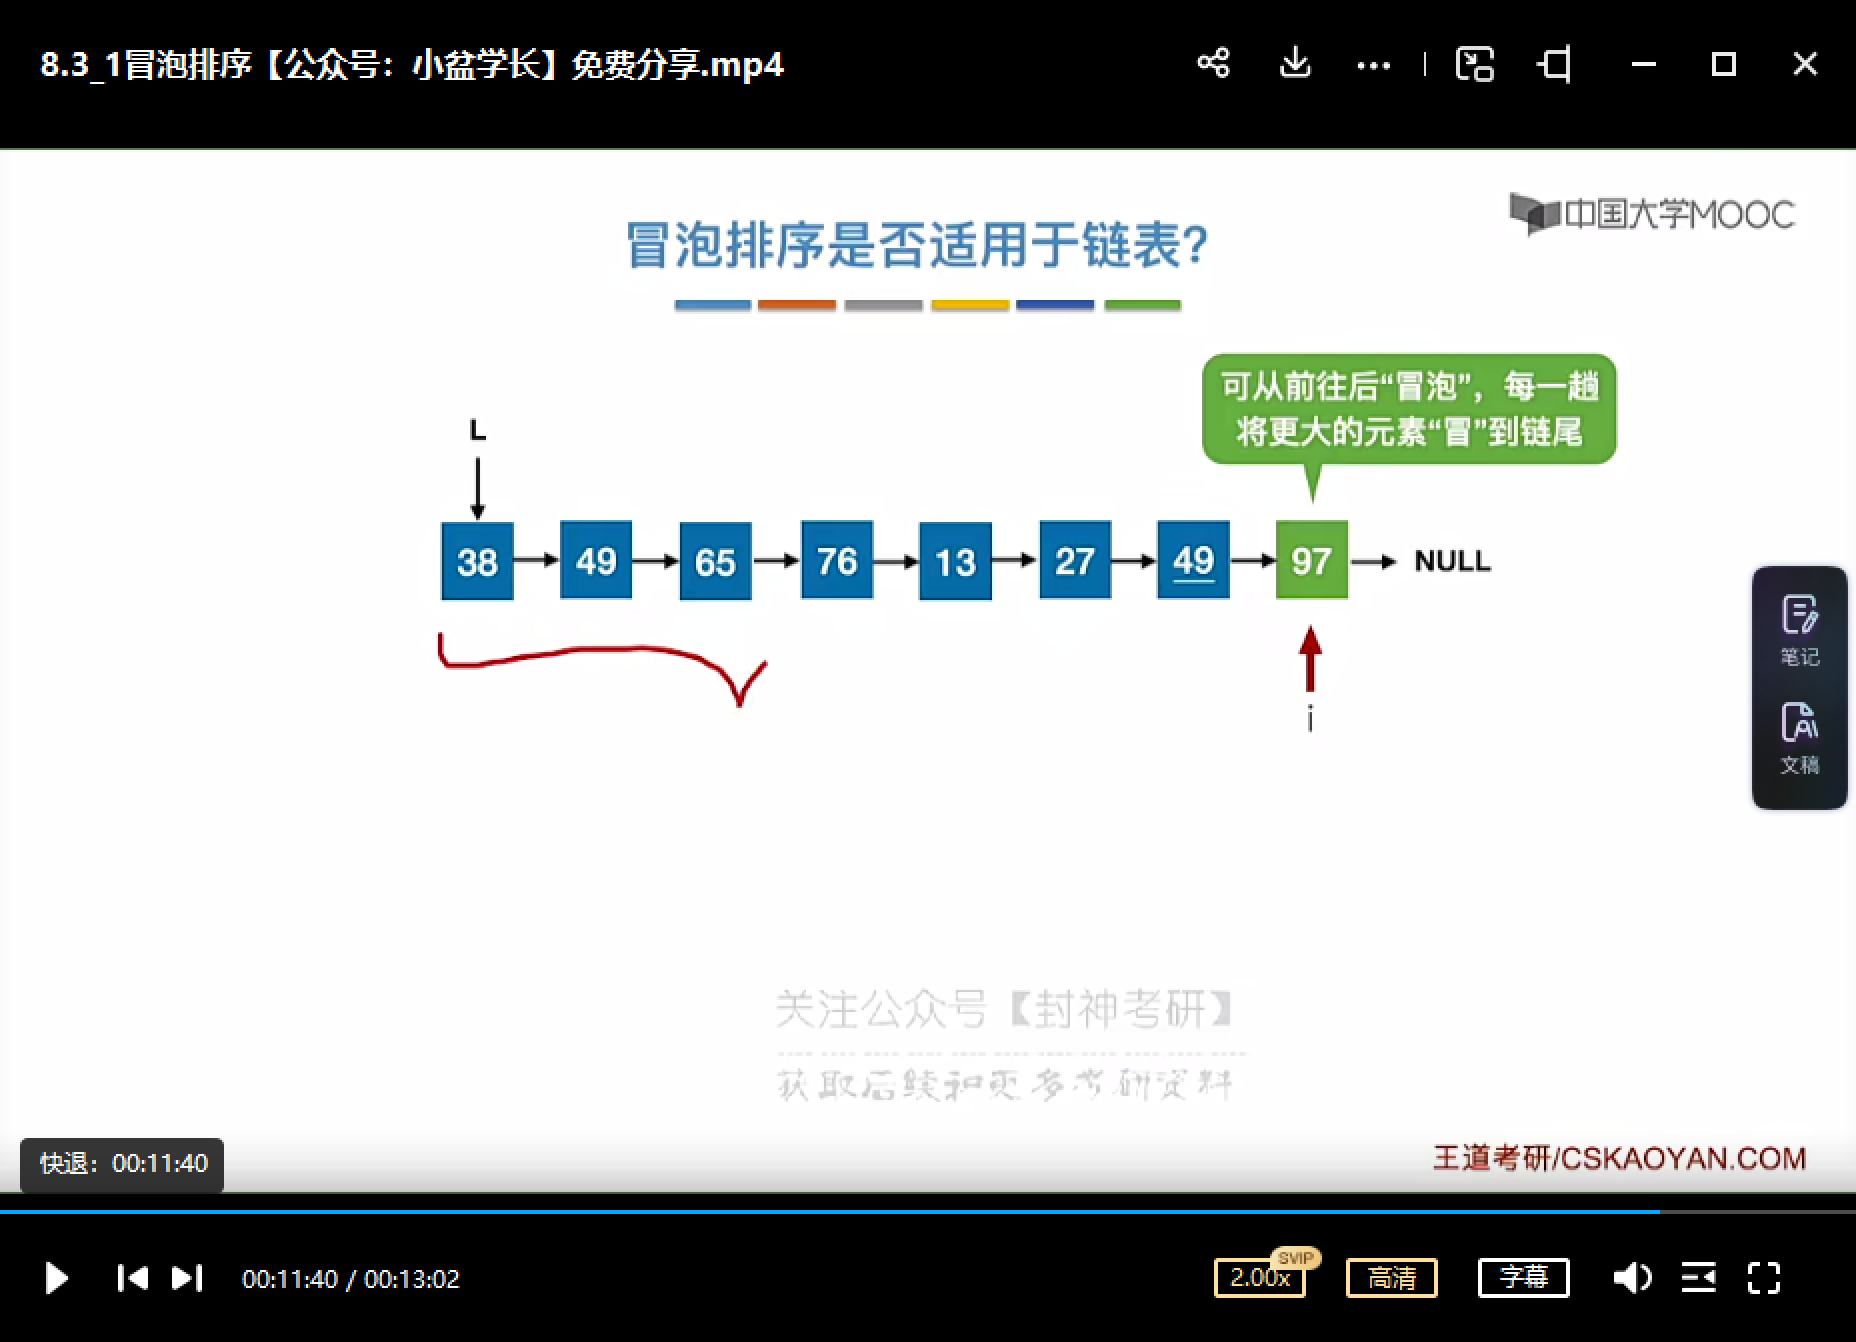 8.3_1冒泡排序【公众号：小盆学长】免费分享.mp4
中国大学MOOC
冒泡排序是否适用于链表？
可从前往后“冒泡”，每一趟
将更大的元素“冒”到链尾
L
38 49 65 76 13 27 49 97 NULL
i
笔记
文稿
关注公众号【封神考研】
获取后续和更多考研资料
王道考研/CSKAOYAN.COM
快退：00:11:40
00:11:40 / 00:13:02
SVIP
2.00x 高清 字幕